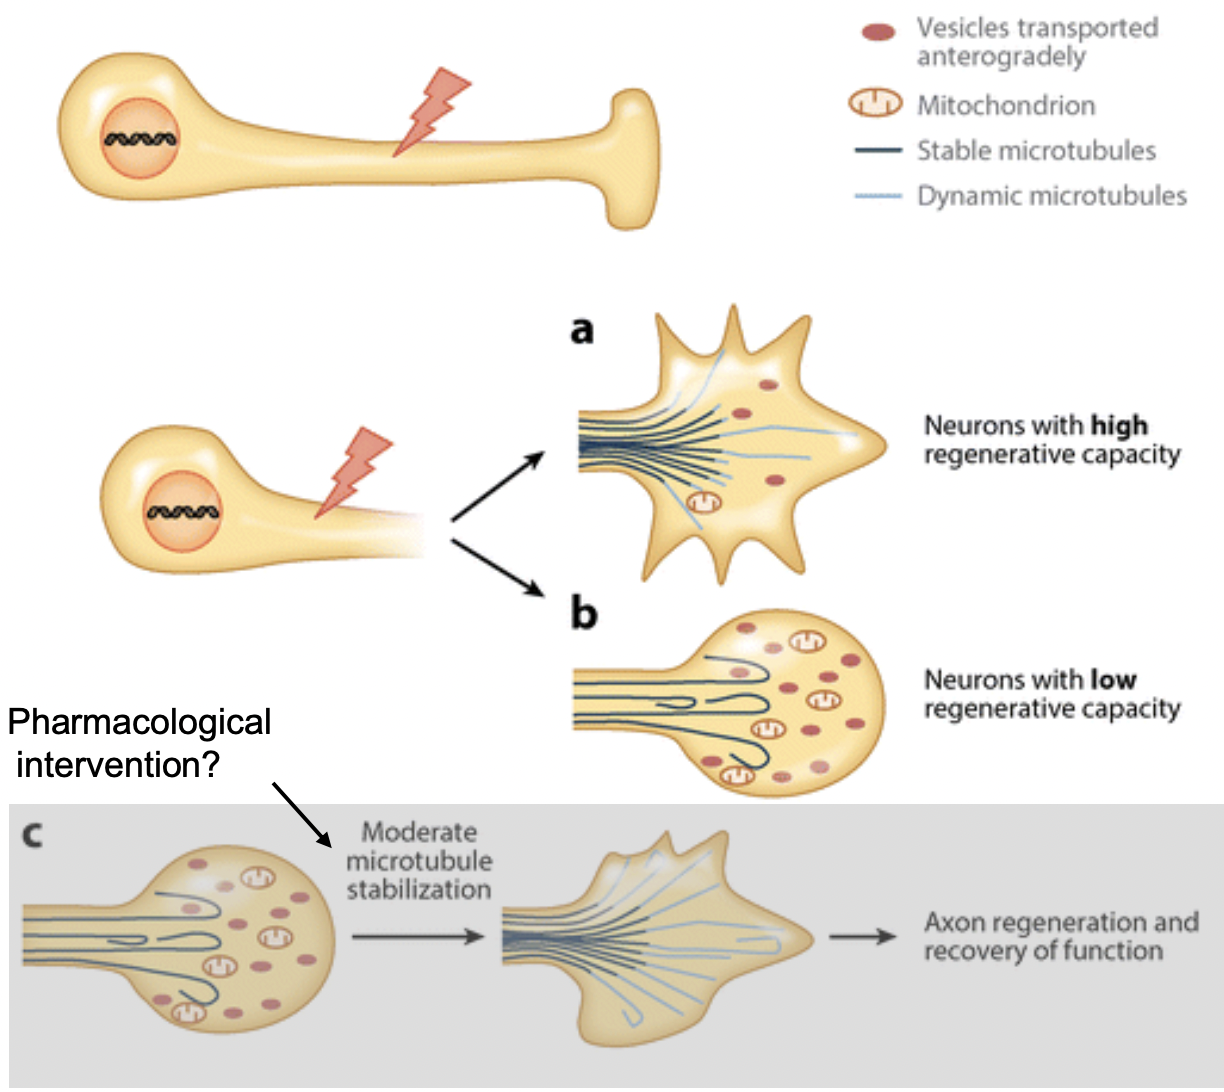 Vesicles transported
anterogradely
Mitochondrion
Stable microtubules
Dynamic microtubules
a
Neurons with high
regenerative capacity
b
Neurons with low
regenerative capacity
Pharmacological
intervention?
c
Moderate
microtubule
stabilization
Axon regeneration and
recovery of function